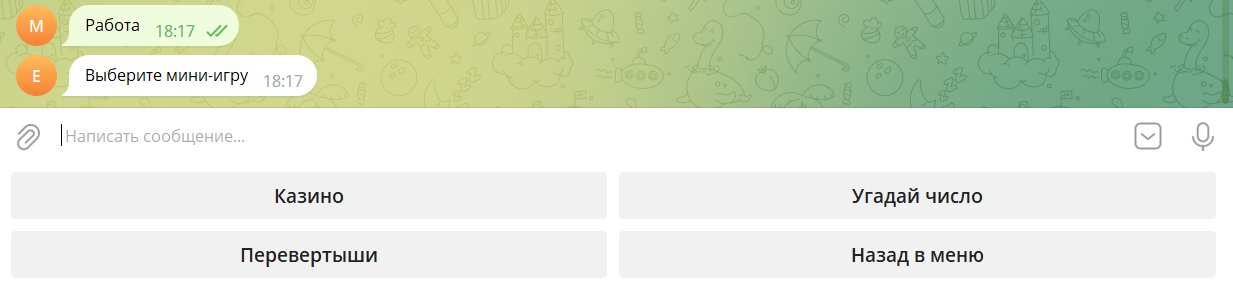 М
Работа 18:17
Е
Выберите мини-игру 18:17
Написать сообщение...
Казино
Угадай число
Перевертыши
Назад в меню